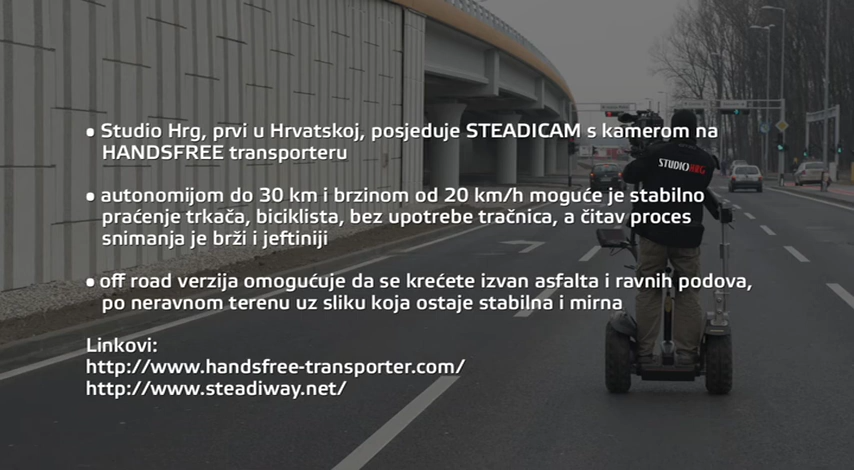 • Studio Hrg, prvi u Hrvatskoj, posjeduje STEADICAM s kamerom na
HANDSFREE transporteru
• autonomijom do 30 km i brzinom od 20 km/h moguće je stabilno
praćenje trkača, biciklista, bez upotrebe tračnica, a čitav proces
snimanja je brži i jeftiniji
• off road verzija omogućuje da se krećete izvan asfalta i ravnih podova,
po neravnom terenu uz sliku koja ostaje stabilna i mirna
Linkovi:
http://www.handsfree-transporter.com/
http://www.steadiway.net/
STUDIO HRG